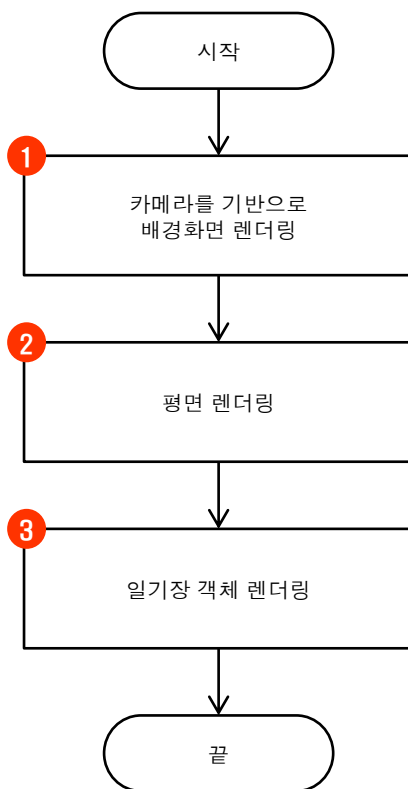 시작
1
카메라를 기반으로
배경화면 렌더링
2
평면 렌더링
3
일기장 객체 렌더링
끝